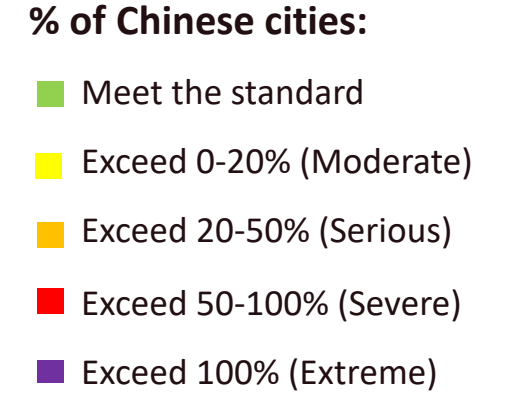 % of Chinese cities:
Meet the standard
Exceed 0-20% (Moderate)
Exceed 20-50% (Serious)
Exceed 50-100% (Severe)
Exceed 100% (Extreme)